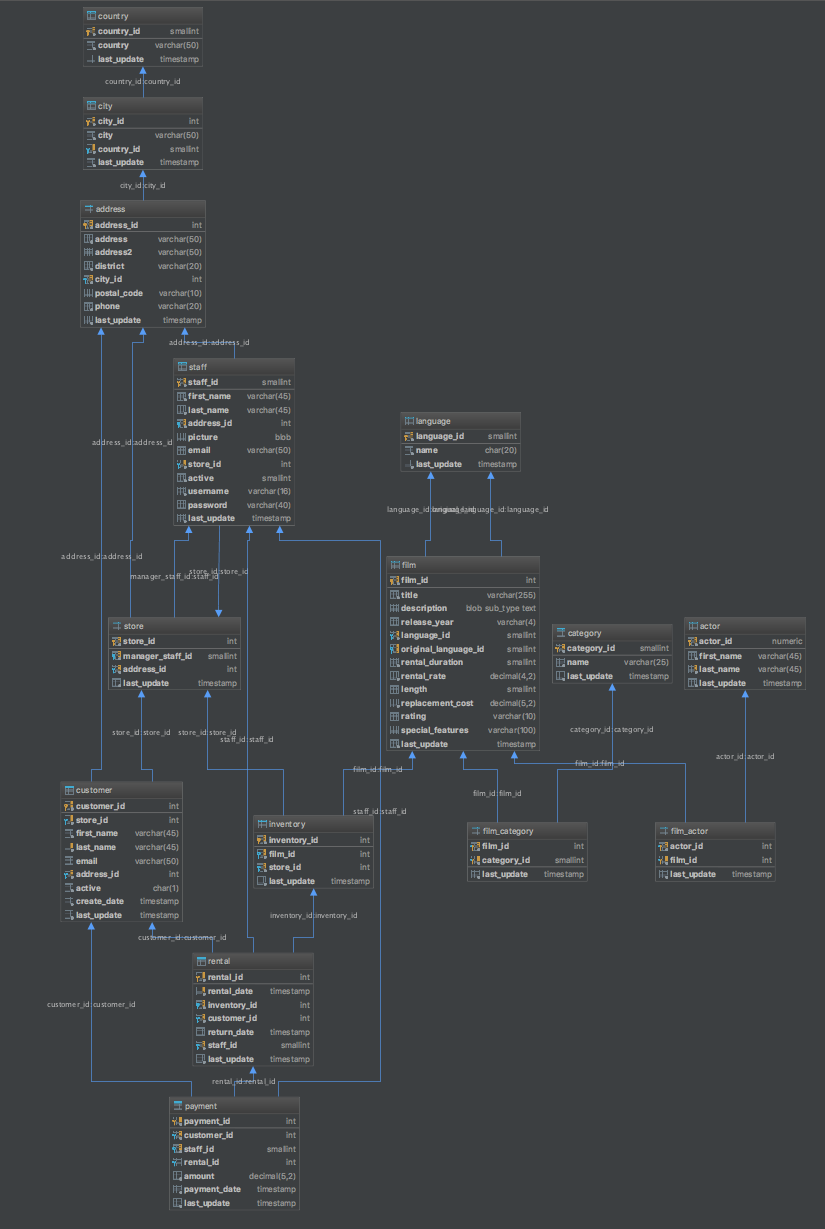 country
country_id smallint
country varchar(50)
last_update timestamp
country_id:country_id
city
city_id int
city varchar(50)
country_id smallint
last_update timestamp
city_id:city_id
address
address_id int
address varchar(50)
address2 varchar(50)
district varchar(20)
city_id int
postal_code varchar(10)
phone varchar(20)
last_update timestamp
address_id:address_id
staff
staff_id smallint
first_name varchar(45)
last_name varchar(45)
address_id int
picture blob
email varchar(50)
store_id int
active smallint
username varchar(16)
password varchar(40)
last_update timestamp
address_id:address_id
address_id:address_id
manager_staff_id:staff_id
store_id:store_id
language
language_id smallint
name char(20)
last_update timestamp
language_id:language_id
language_id:language_id
film
film_id int
title varchar(255)
description blob sub_type text
release_year varchar(4)
language_id smallint
original_language_id smallint
rental_duration smallint
rental_rate decimal(4,2)
length smallint
replacement_cost decimal(5,2)
rating varchar(10)
special_features varchar(100)
last_update timestamp
category
category_id smallint
name varchar(25)
last_update timestamp
actor
actor_id numeric
first_name varchar(45)
last_name varchar(45)
last_update timestamp
store
store_id int
manager_staff_id smallint
address_id int
last_update timestamp
store_id:store_id
store_id:store_id
staff_id:staff_id
category_id:category_id
actor_id:actor_id
film_id:film_id
film_id:film_id
film_id:film_id
staff_id:staff_id
customer
customer_id int
store_id int
first_name varchar(45)
last_name varchar(45)
email varchar(50)
address_id int
active char(1)
create_date timestamp
last_update timestamp
inventory
inventory_id int
film_id int
store_id int
last_update timestamp
film_category
film_id int
category_id smallint
last_update timestamp
film_actor
actor_id int
film_id int
last_update timestamp
inventory_id:inventory_id
customer_id:customer_id
customer_id:customer_id
rental
rental_id int
rental_date timestamp
inventory_id int
customer_id int
return_date timestamp
staff_id smallint
last_update timestamp
rental_id:rental_id
payment
payment_id int
customer_id int
staff_id smallint
rental_id int
amount decimal(5,2)
payment_date timestamp
last_update timestamp